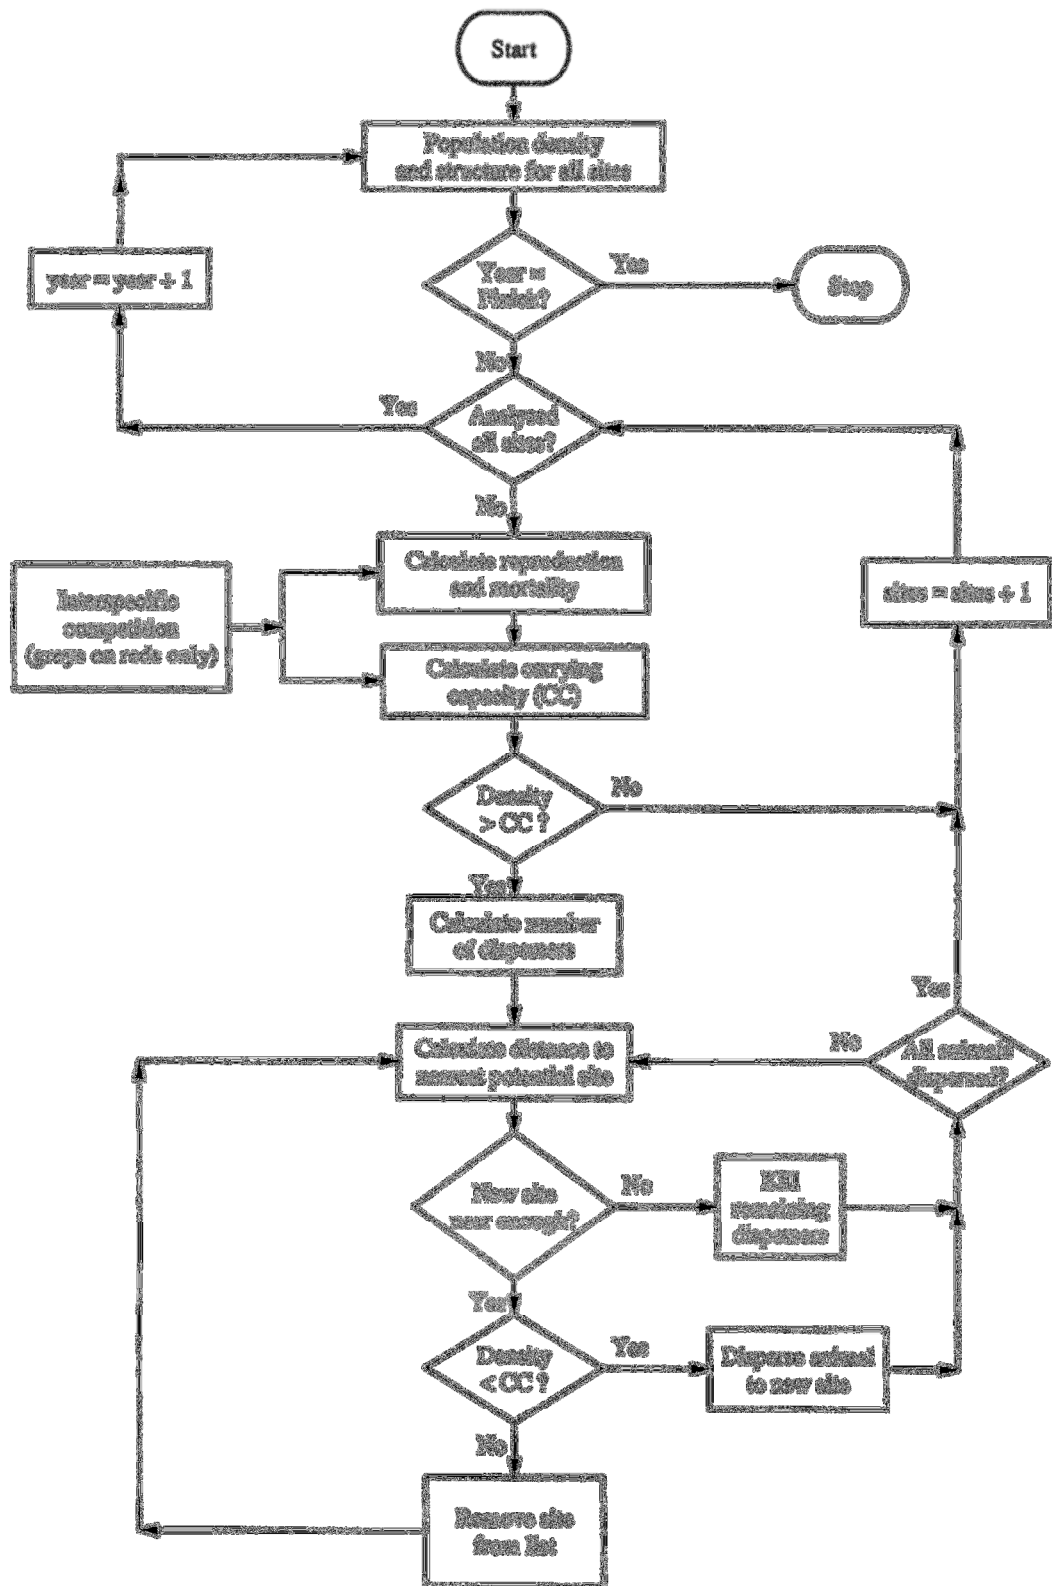 Start
Population density
and structure for all sites
year = year + 1
Year =
Finish?
Yes
Stop
No
Yes
Analysed
all sites?
No
Calculate reproduction
and mortality
Interspecific
competition
(greys on reds only)
sites = sites + 1
Calculate carrying
capacity (CC)
Density
> CC ?
No
Yes
Calculate number
of dispersers
Yes
Calculate distance to
nearest potential site
No
All animals
dispersed?
New site
near enough?
No
Kill
remaining
dispersers
Yes
Density
< CC ?
Yes
Disperse animal
to new site
No
Remove site
from list